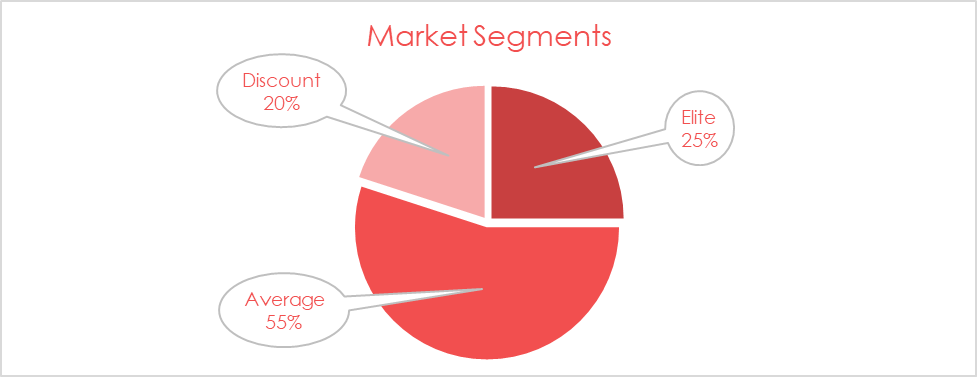 Market Segments
Discount
20%
Elite
25%
Average
55%